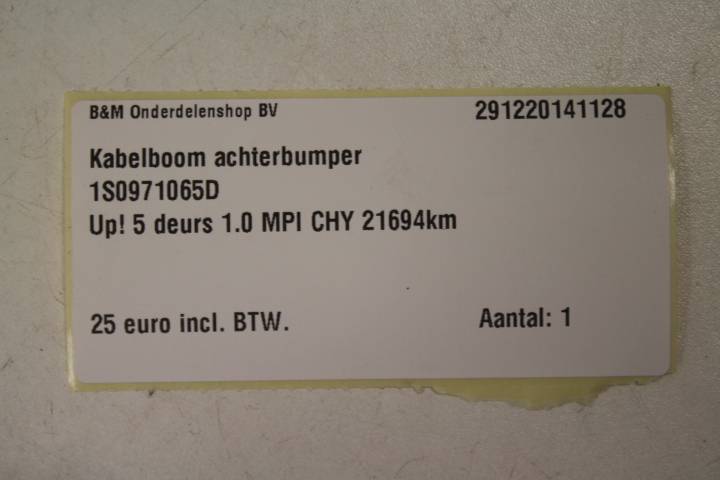 B&M Onderdelenshop BV 291220141128
Kabelboom achterbumper
1S0971065D
Up! 5 deurs 1.0 MPI CHY 21694km
25 euro incl. BTW. Aantal: 1